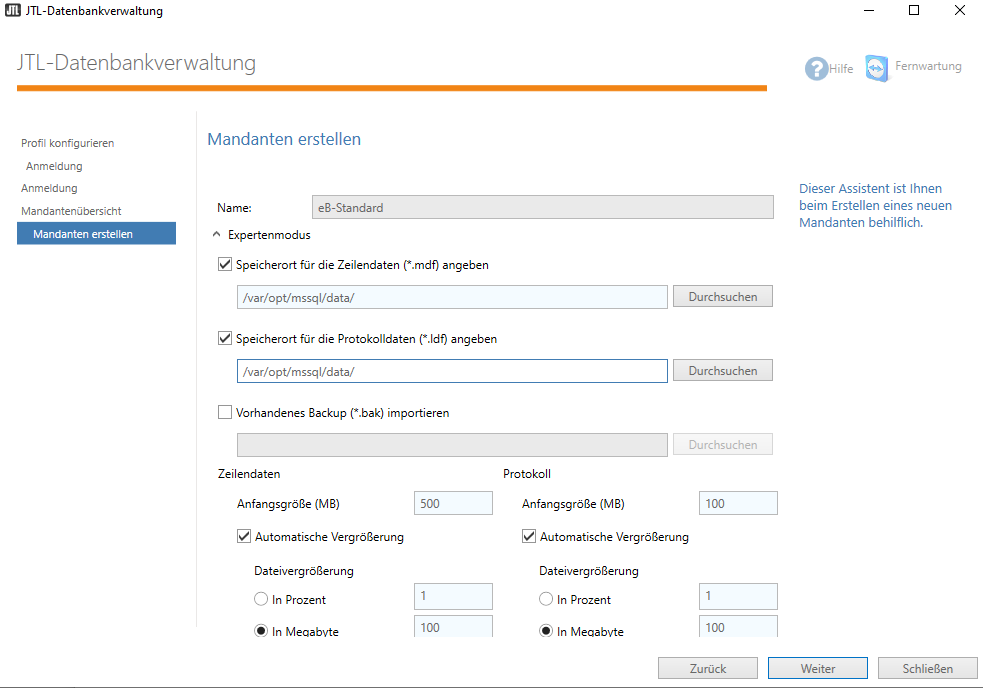 JTL JTL-Datenbankverwaltung
JTL-Datenbankverwaltung
? Hilfe
Fernwartung
Profil konfigurieren
Anmeldung
Anmeldung
Mandantenübersicht
Mandanten erstellen
Mandanten erstellen
Name: eB-Standard
Expertenmodus
Speicherort für die Zeilendaten (*.mdf) angeben
/var/opt/mssql/data/ Durchsuchen
Speicherort für die Protokolldaten (*.ldf) angeben
/var/opt/mssql/data/ Durchsuchen
Vorhandenes Backup (*.bak) importieren
Durchsuchen
Zeilendaten Protokoll
Anfangsgröße (MB) 500 Anfangsgröße (MB) 100
Automatische Vergrößerung Automatische Vergrößerung
Dateivergrößerung Dateivergrößerung
In Prozent 1 In Prozent 1
In Megabyte 100 In Megabyte 100
Dieser Assistent ist Ihnen
beim Erstellen eines neuen
Mandanten behilflich.
Zurück Weiter Schließen